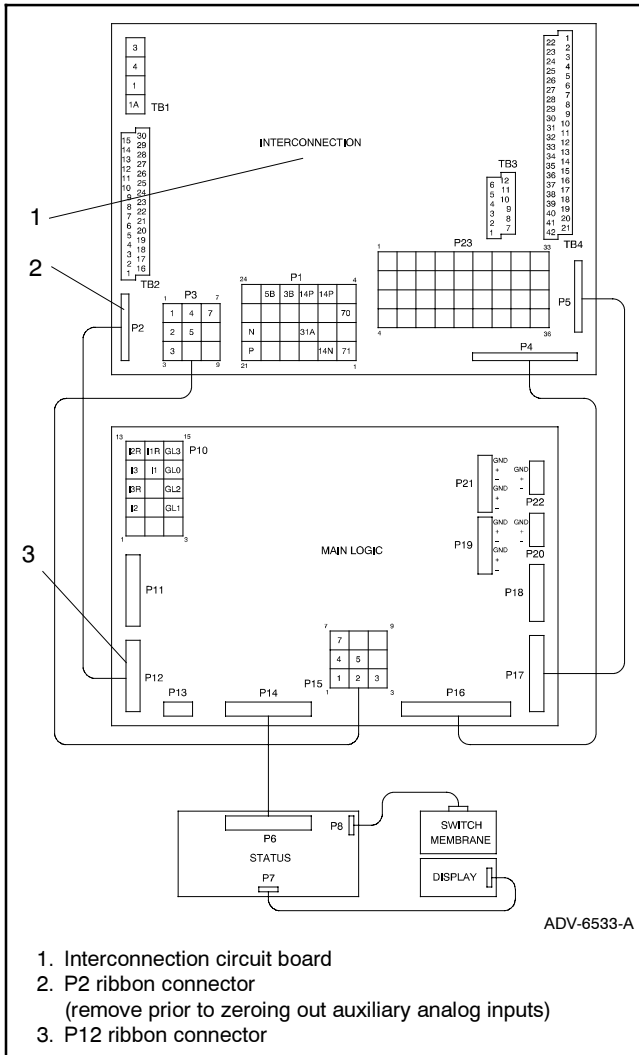 3
4
1
1A
TB1
INTERCONNECTION
15 30
14 29
13 28
12 27
11 26
10 25
9 24
8 23
7 22
6 21
5 20
4 19
3 18
2 17
1 16
TB2
22 1
23 2
24 3
25 4
26 5
27 6
28 7
29 8
30 9
31 10
32 11
33 12
34 13
35 14
36 15
37 16
38 17
39 18
40 19
41 20
42 21
TB4
TB3
6 12
5 11
4 10
3 9
2 8
1 7
1
2
P2
P3
1 7
1 4 7
2 5
3
3 9
P1
24 4
5B 3B 14P 14P
70
N 31A
P 14N 71
21 1
P23
1 33
4 36
P5
P4
13 15
I2R I1R GL3
I3 I1 GL0
I3R GL2
I2 GL1
1 3
P10
P21
GND
+
-
GND
+
-
GND
+
-
P22
P19
GND
+
-
GND
+
-
GND
+
-
P20
MAIN LOGIC
3
P11
P18
P12
P13
P14
P15
7 9
7
4 5
1 2 3
1 3
P16
P17
P6
P8
STATUS
P7
SWITCH
MEMBRANE
DISPLAY
ADV-6533-A
1. Interconnection circuit board
2. P2 ribbon connector
(remove prior to zeroing out auxiliary analog inputs)
3. P12 ribbon connector